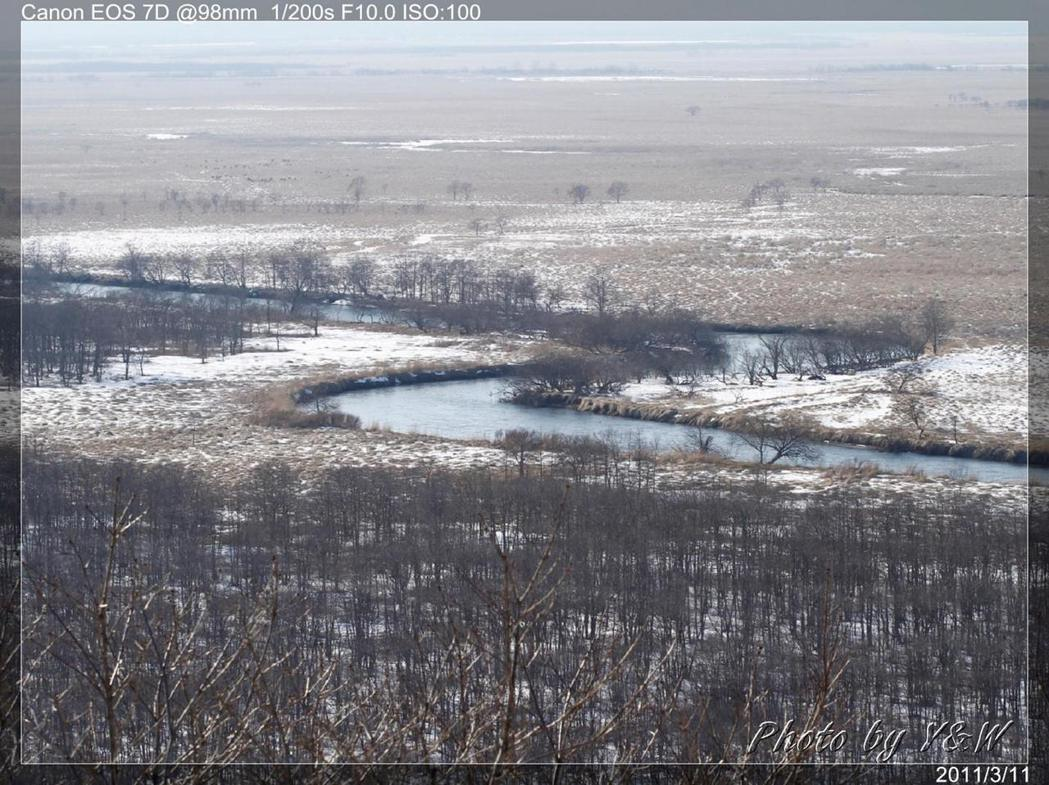 Canon EOS 7D @98mm 1/200s F10.0 ISO:100
Photo by Y&W
2011/3/11